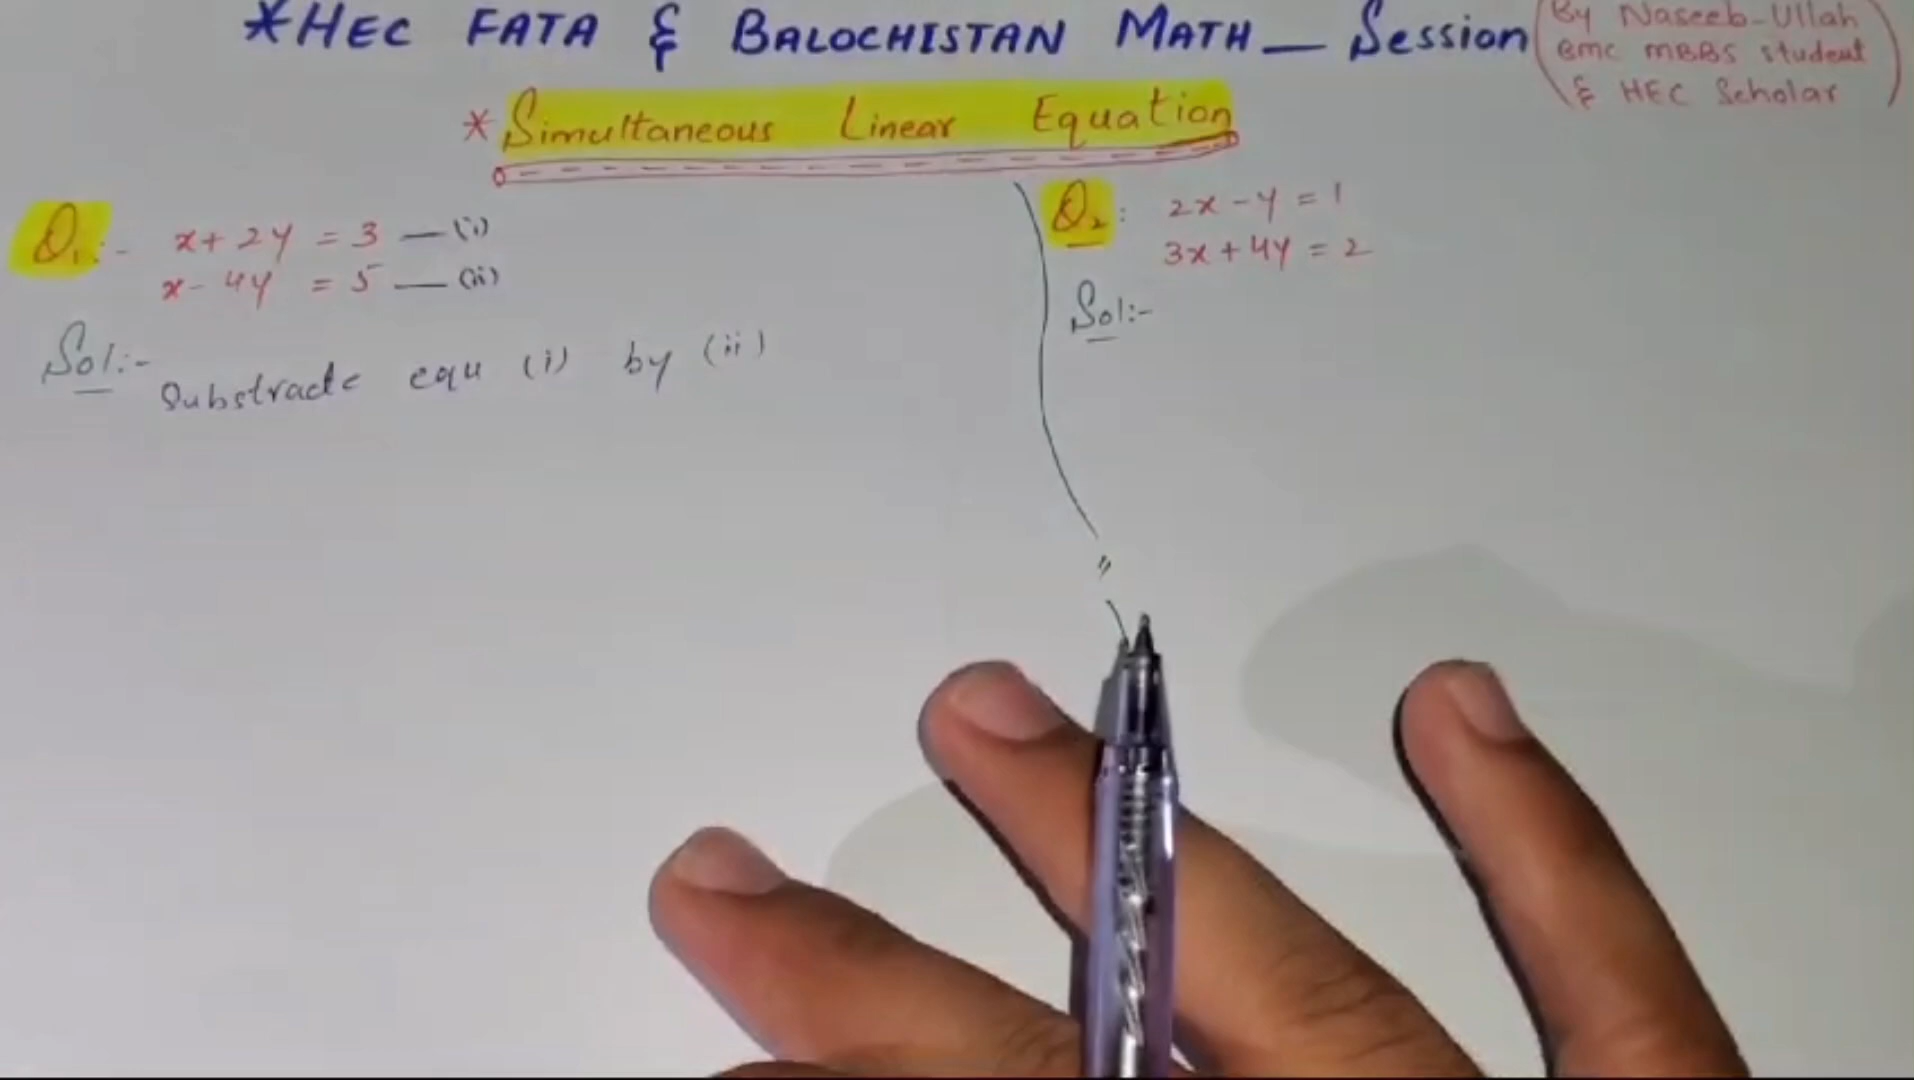 *HEC FATA & BALOCHISTAN MATH_ Session
By Naseeb-Ullah
BMC MBBS student
& HEC Scholar
*Simultaneous Linear Equation
Q1:- x+2y = 3 —(i)
x-4y = 5 —(ii)
Sol:- Substracte equ (i) by (ii)
Q2: 2x-y = 1
3x+4y = 2
Sol:-